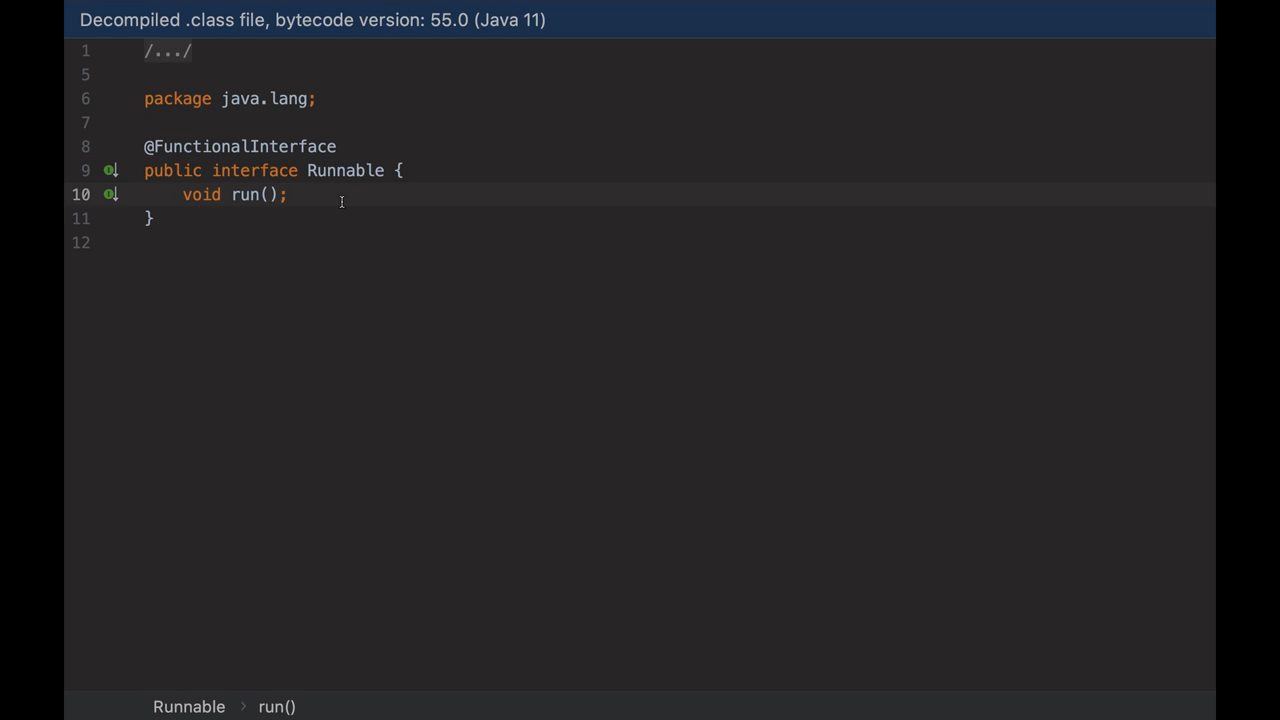 Decompiled .class file, bytecode version: 55.0 (Java 11)
1 /.../
5
6 package java.lang;
7
8 @FunctionalInterface
9 public interface Runnable {
10 void run();
11 }
12
Runnable > run()